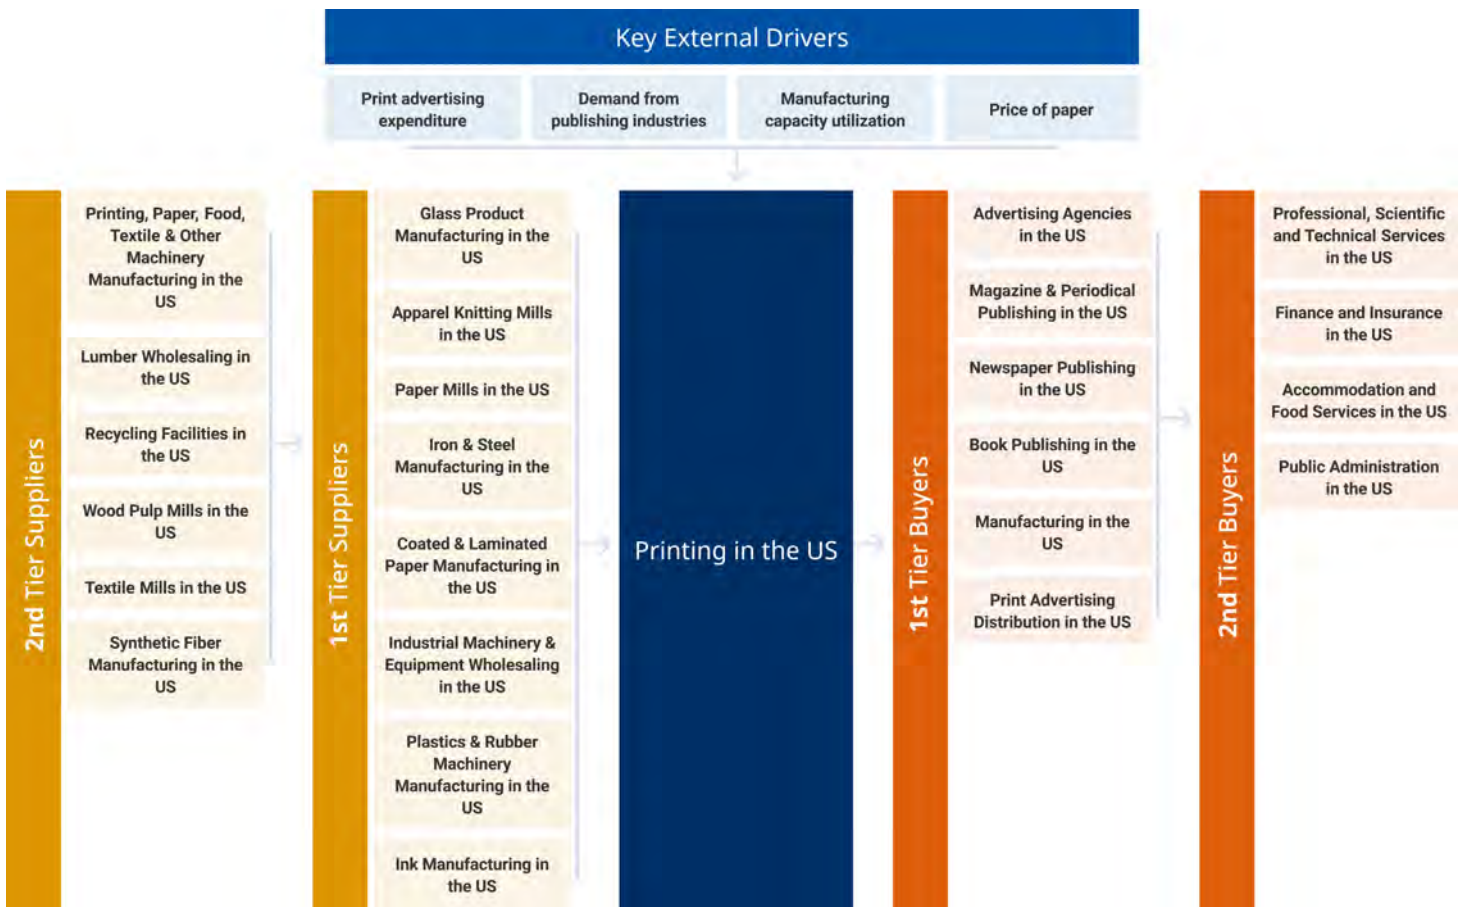 Key External Drivers
Print advertising
expenditure
Demand from
publishing industries
Manufacturing
capacity utilization
Price of paper
2nd Tier Suppliers
Printing, Paper, Food,
Textile & Other
Machinery
Manufacturing in the
US
Lumber Wholesaling in
the US
Recycling Facilities in
the US
Wood Pulp Mills in the
US
Textile Mills in the US
Synthetic Fiber
Manufacturing in the
US
1st Tier Suppliers
Glass Product
Manufacturing in the
US
Apparel Knitting Mills
in the US
Paper Mills in the US
Iron & Steel
Manufacturing in the
US
Coated & Laminated
Paper Manufacturing in
the US
Industrial Machinery &
Equipment Wholesaling
in the US
Plastics & Rubber
Machinery
Manufacturing in the
US
Ink Manufacturing in
the US
Printing in the US
1st Tier Buyers
Advertising Agencies
in the US
Magazine & Periodical
Publishing in the US
Newspaper Publishing
in the US
Book Publishing in the
US
Manufacturing in the
US
Print Advertising
Distribution in the US
2nd Tier Buyers
Professional, Scientific
and Technical Services
in the US
Finance and Insurance
in the US
Accommodation and
Food Services in the US
Public Administration
in the US